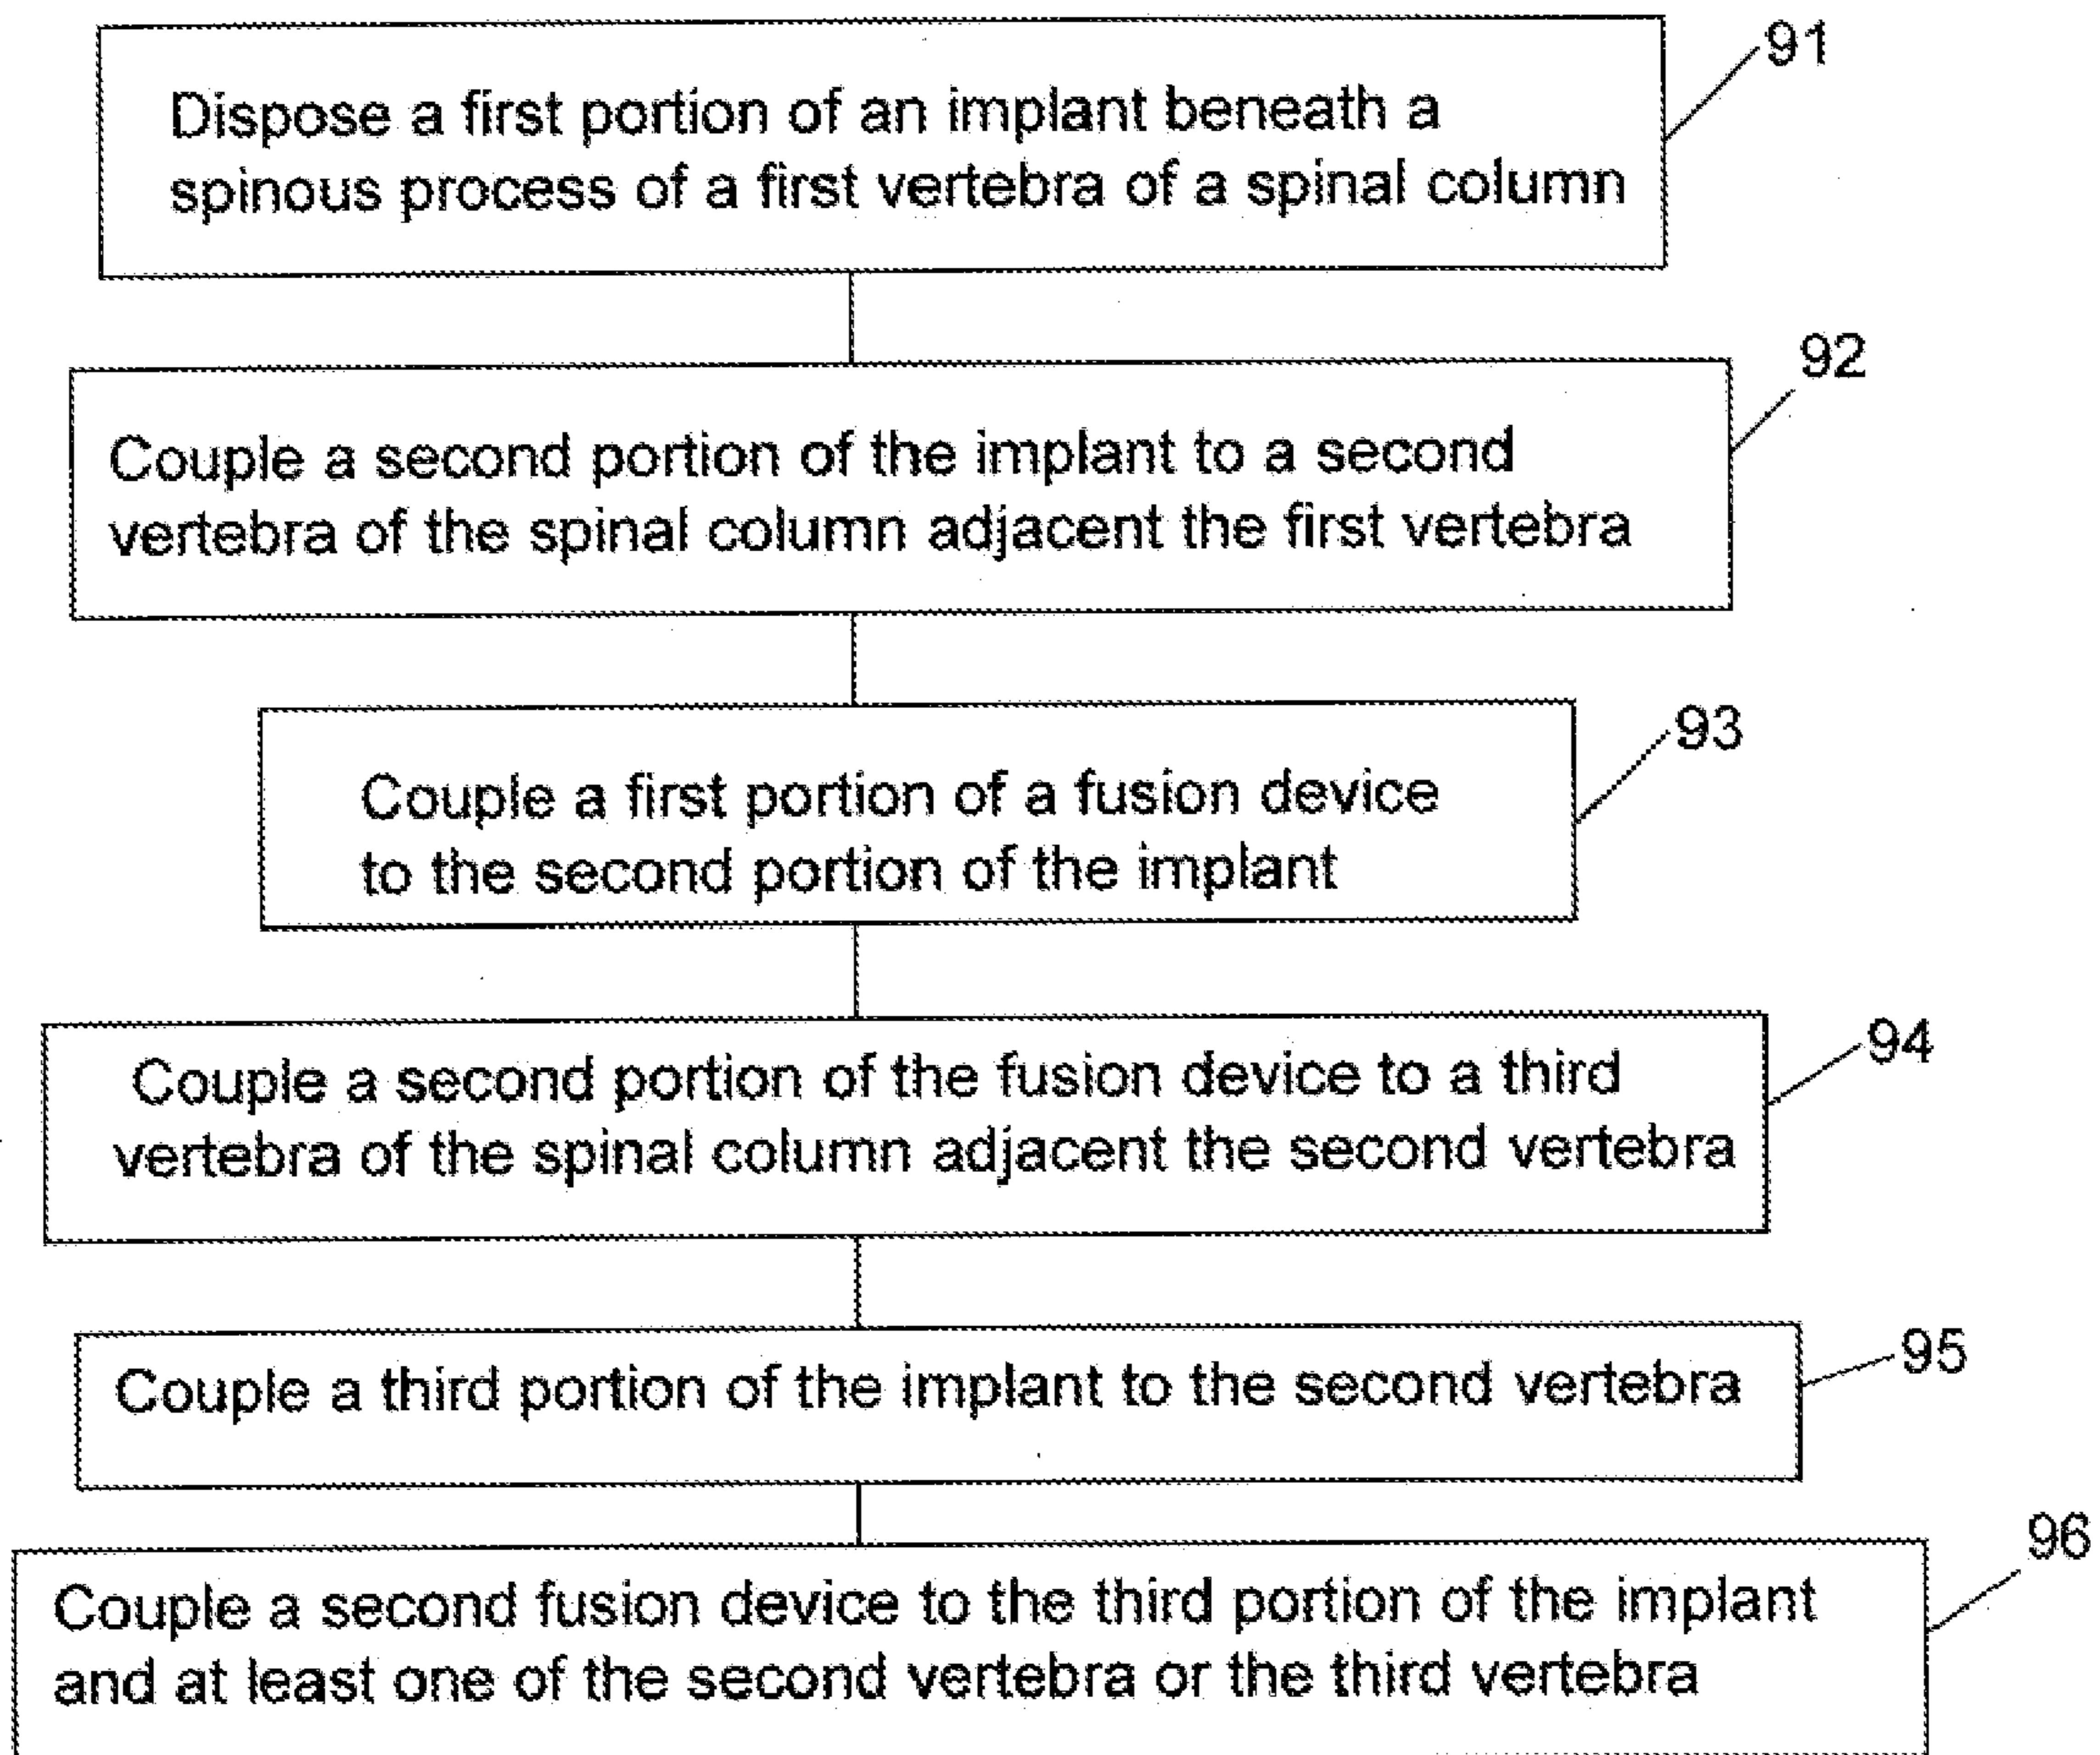 91
Dispose a first portion of an implant beneath a
spinous process of a first vertebra of a spinal column
92
Couple a second portion of the implant to a second
vertebra of the spinal column adjacent the first vertebra
93
Couple a first portion of a fusion device
to the second portion of the implant
94
Couple a second portion of the fusion device to a third
vertebra of the spinal column adjacent the second vertebra
95
Couple a third portion of the implant to the second vertebra
96
Couple a second fusion device to the third portion of the implant
and at least one of the second vertebra or the third vertebra